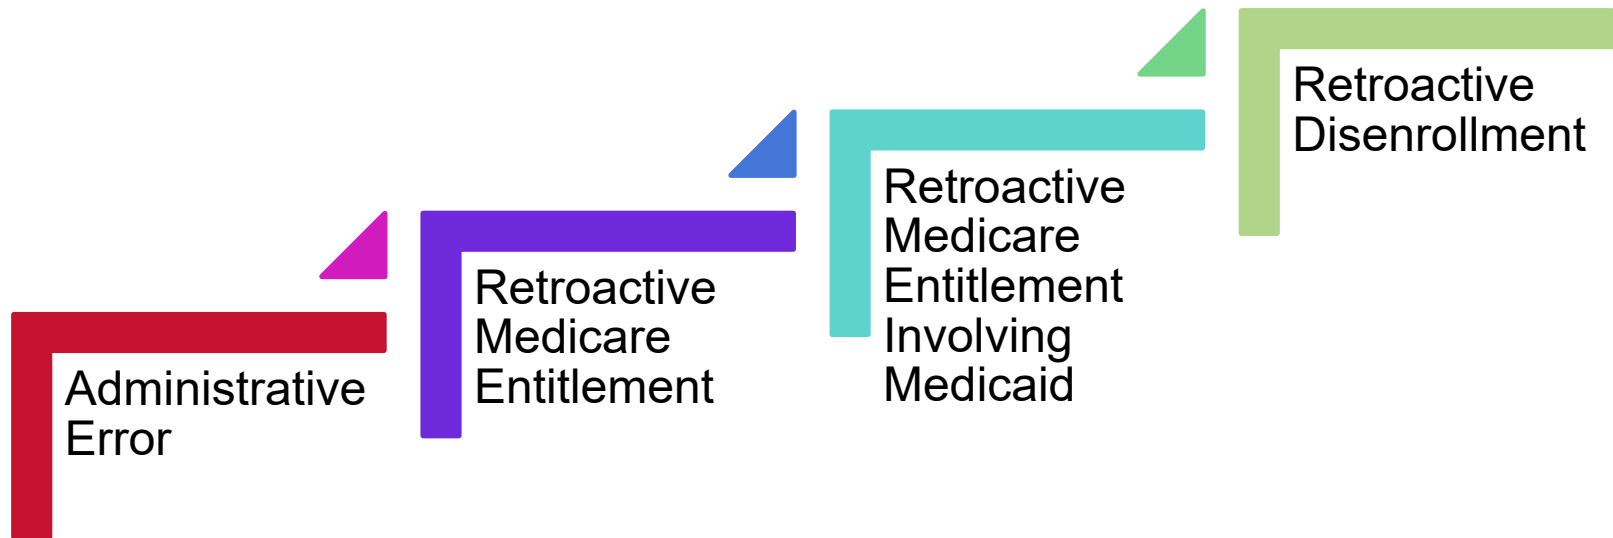 Administrative
Error
Retroactive
Medicare
Entitlement
Retroactive
Medicare
Entitlement
Involving
Medicaid
Retroactive
Disenrollment